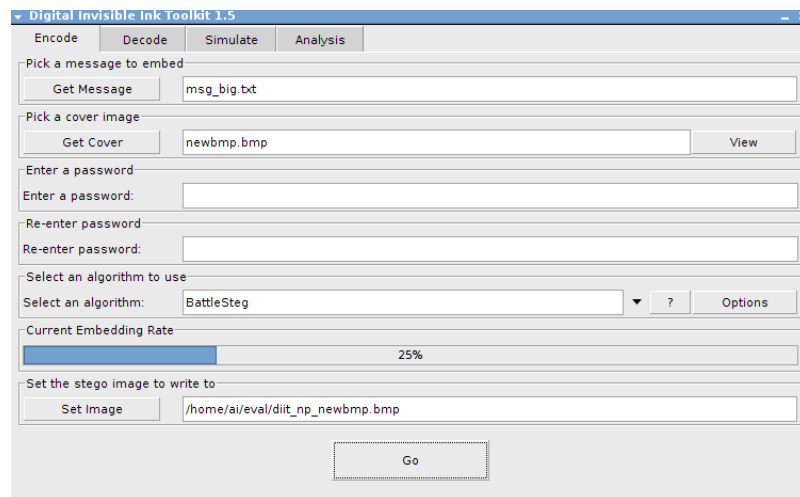 Digital Invisible Ink Toolkit 1.5
Encode Decode Simulate Analysis
Pick a message to embed
Get Message msg_big.txt
Pick a cover image
Get Cover newbmp.bmp View
Enter a password
Enter a password:
Re-enter password
Re-enter password:
Select an algorithm to use
Select an algorithm: BattleSteg ? Options
Current Embedding Rate
25%
Set the stego image to write to
Set Image /home/ai/eval/diit_np_newbmp.bmp
Go